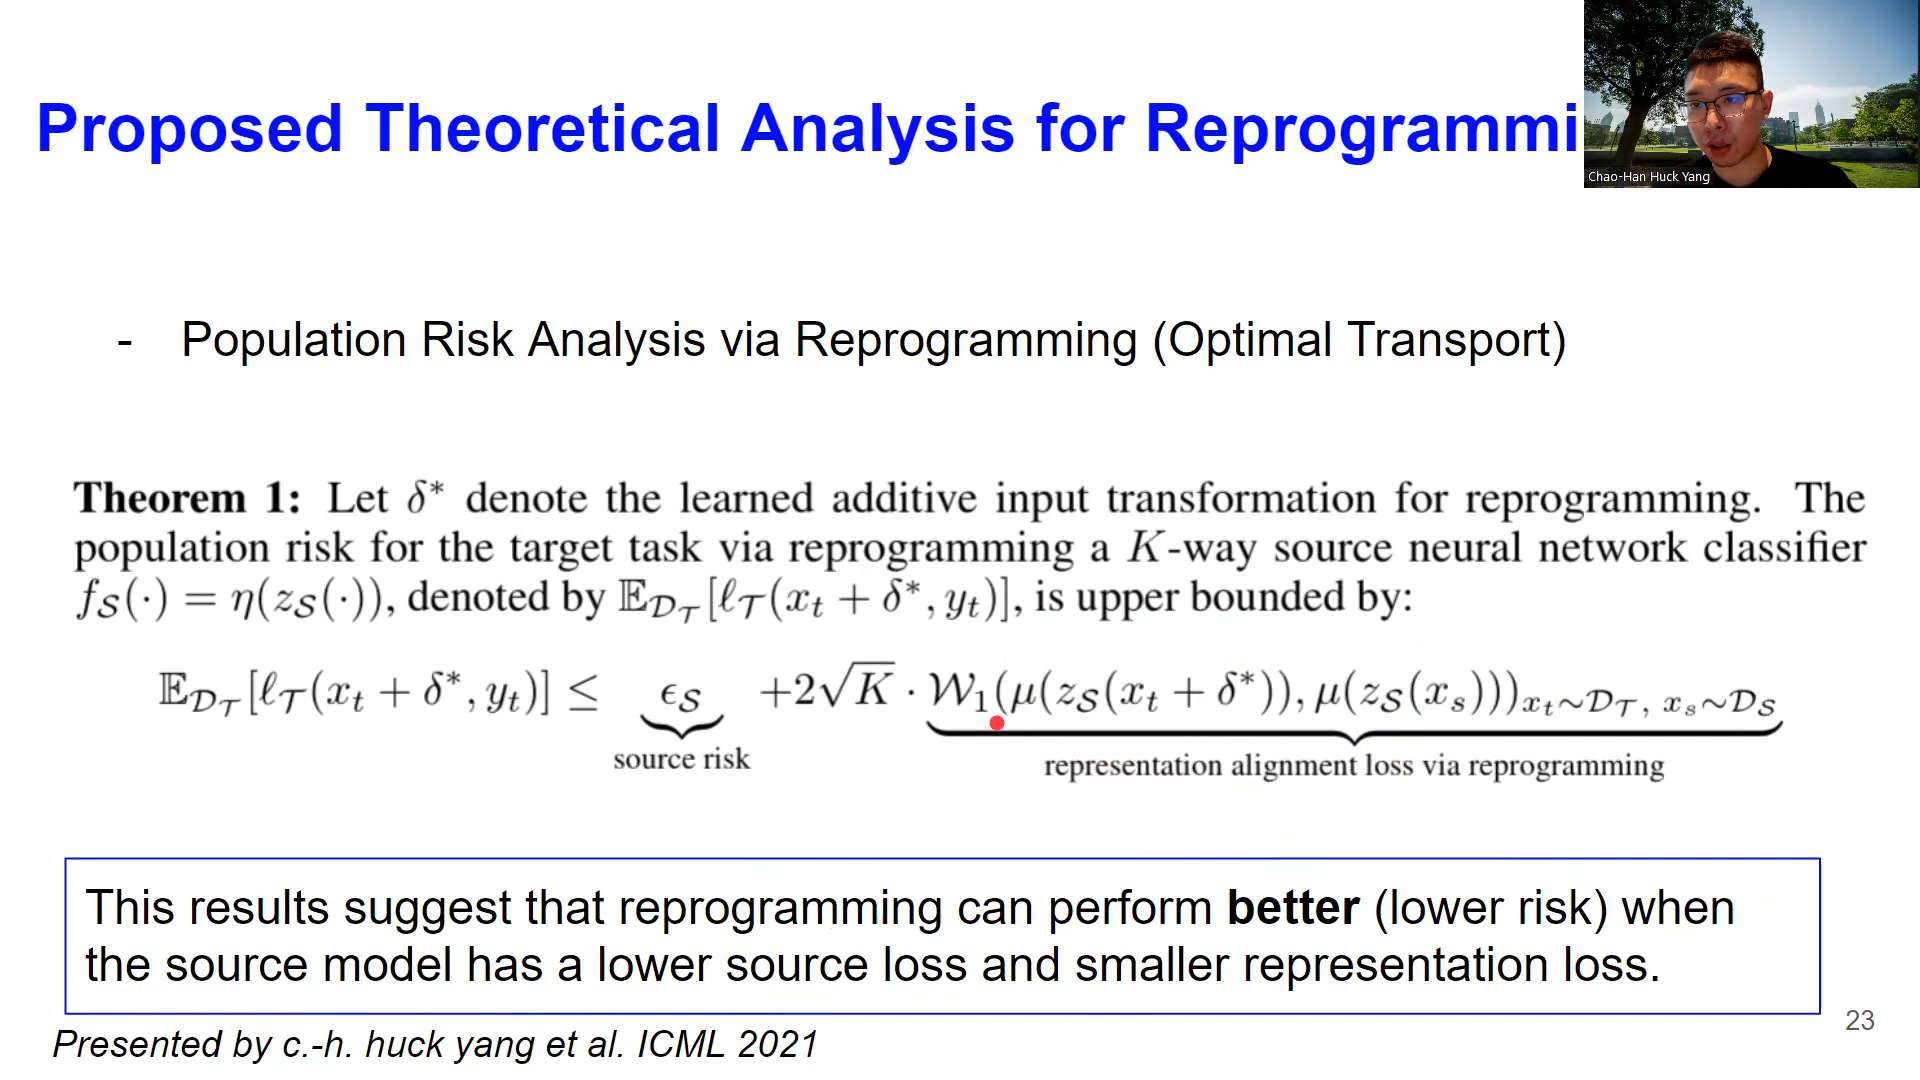 Proposed Theoretical Analysis for Reprogrammi
Chao-Han Huck Yang
- Population Risk Analysis via Reprogramming (Optimal Transport)
Theorem 1: Let δ* denote the learned additive input transformation for reprogramming. The
population risk for the target task via reprogramming a K-way source neural network classifier
f_𝒮(·) = η(z_𝒮(·)), denoted by 𝔼_{𝒟_𝒯}[ℓ_𝒯(x_t + δ*, y_t)], is upper bounded by:
𝔼_{𝒟_𝒯}[ℓ_𝒯(x_t + δ*, y_t)] ≤ ϵ_𝒮 +2√K · 𝒲_1(μ(z_𝒮(x_t + δ*)), μ(z_𝒮(x_s)))_{x_t∼𝒟_𝒯, x_s∼𝒟_𝒮}
source risk
representation alignment loss via reprogramming
This results suggest that reprogramming can perform better (lower risk) when
the source model has a lower source loss and smaller representation loss.
23
Presented by c.-h. huck yang et al. ICML 2021